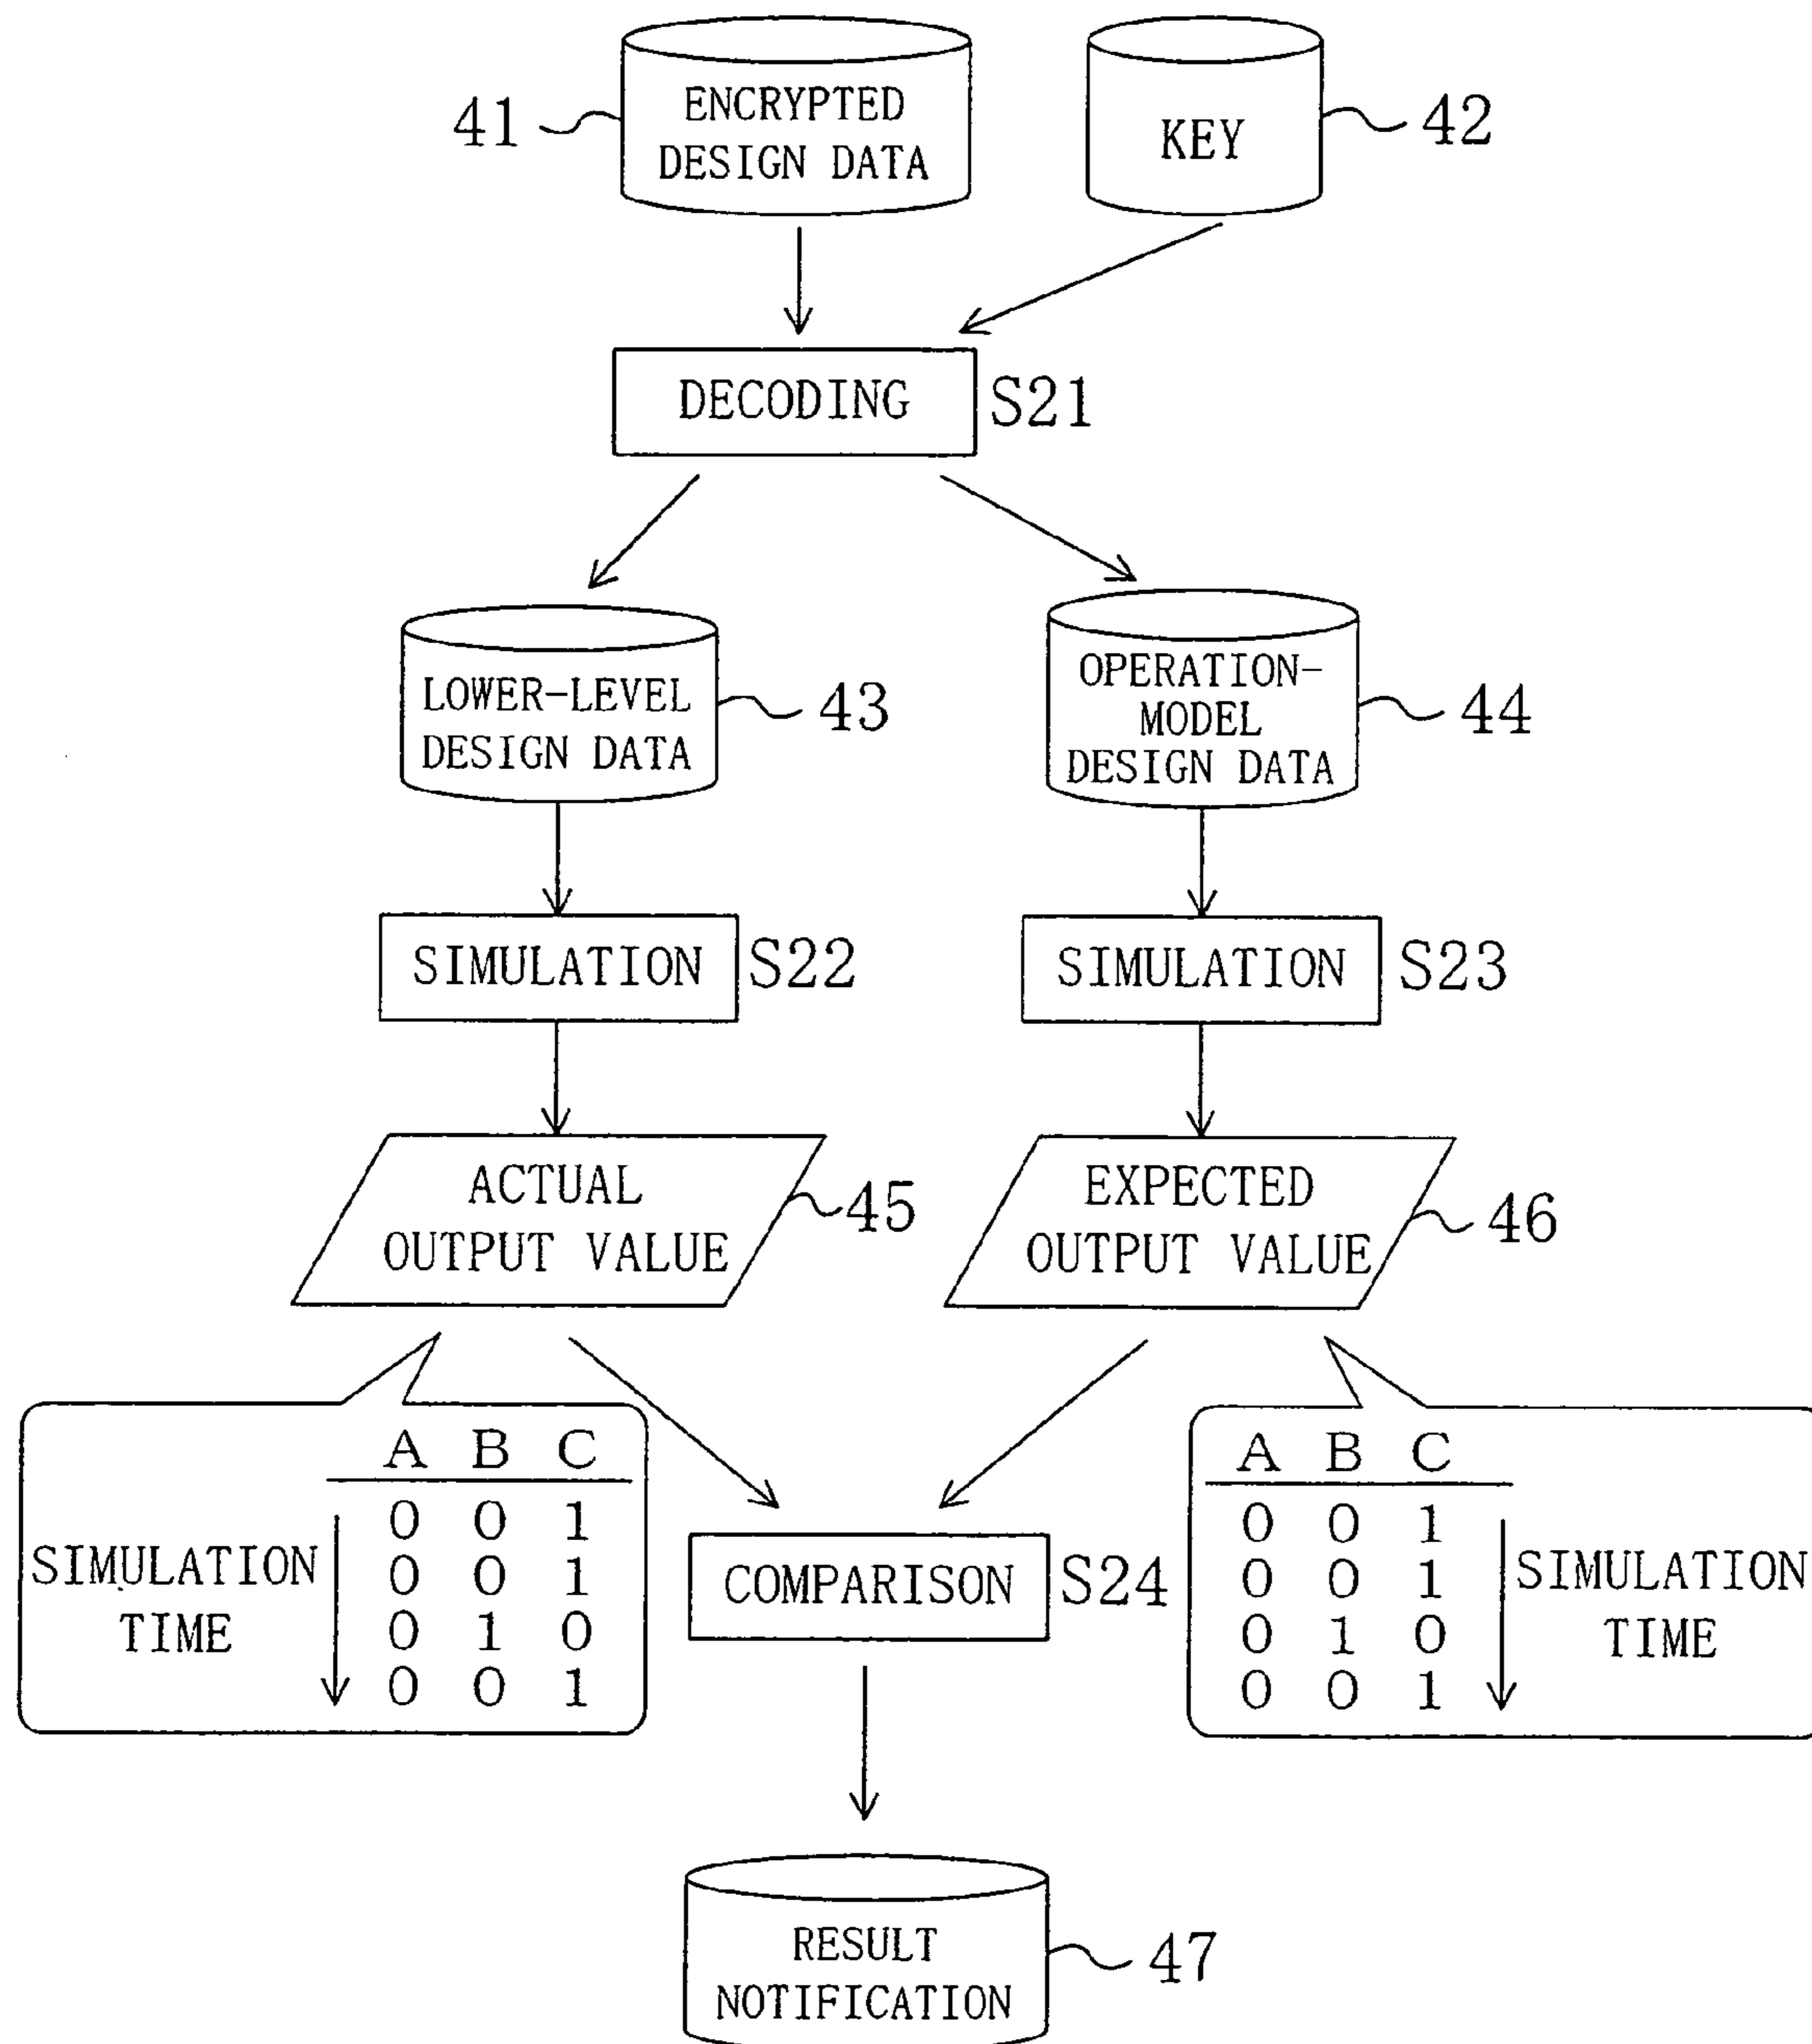 ENCRYPTED
DESIGN DATA
41
KEY
42
DECODING
S21
LOWER-LEVEL
DESIGN DATA
43
OPERATION-
MODEL
DESIGN DATA
44
SIMULATION
S22
SIMULATION
S23
ACTUAL
OUTPUT VALUE
45
EXPECTED
OUTPUT VALUE
46
A B C
0 0 1
0 0 1
0 1 0
0 0 1
SIMULATION
TIME
COMPARISON
S24
A B C
0 0 1
0 0 1
0 1 0
0 0 1
SIMULATION
TIME
RESULT
NOTIFICATION
47